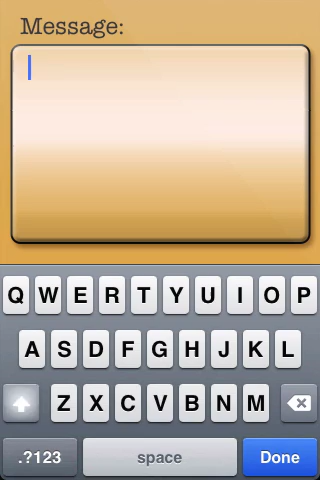 Message:
Q W E R T Y U I O P
A S D F G H J K L
Z X C V B N M
.?123 space Done